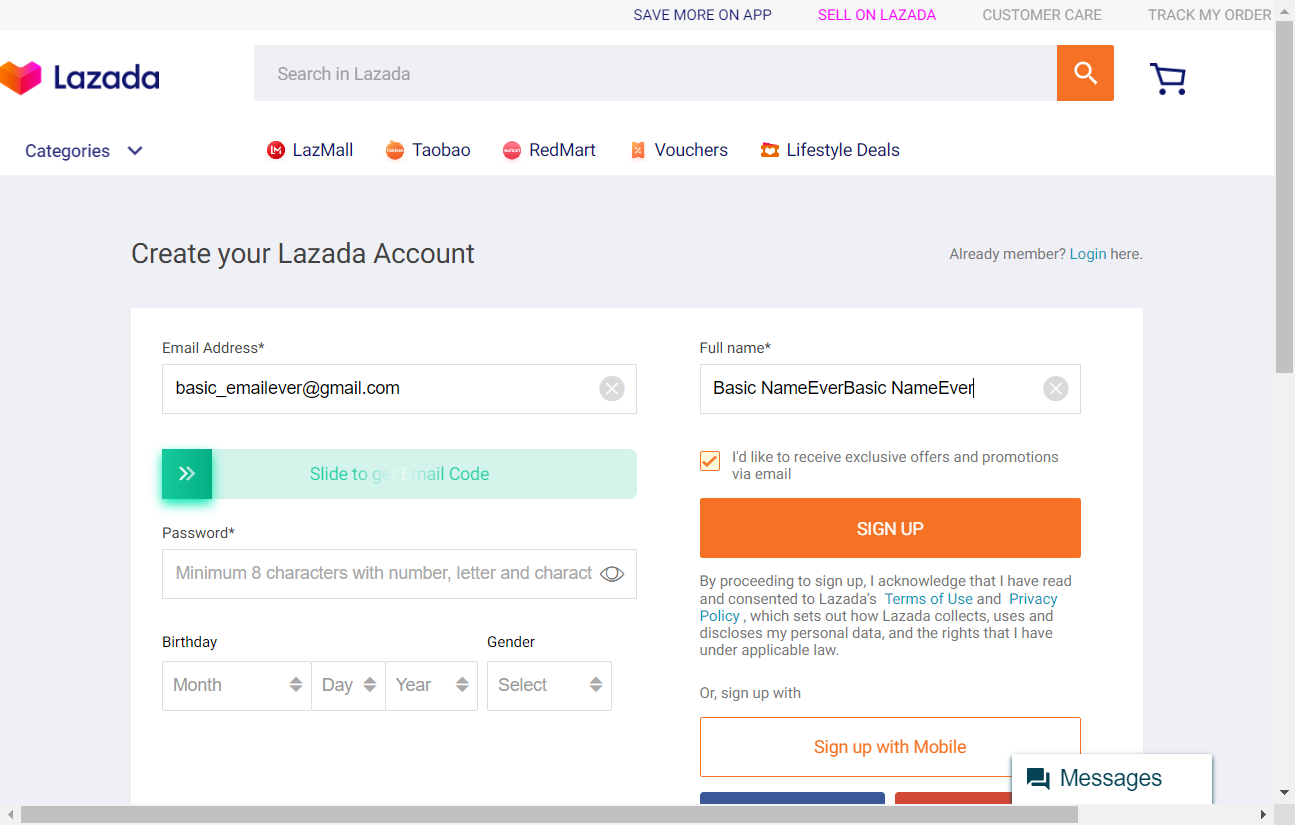 SAVE MORE ON APP SELL ON LAZADA CUSTOMER CARE TRACK MY ORDER
Lazada
Search in Lazada
Categories LazMall Taobao RedMart Vouchers Lifestyle Deals
Create your Lazada Account
Already member? Login here.
Email Address*
basic_emailever@gmail.com
Slide to get Email Code
Password*
Minimum 8 characters with number, letter and charact
Birthday Gender
Month Day Year Select
Full name*
Basic NameEverBasic NameEver
I'd like to receive exclusive offers and promotions
via email
SIGN UP
By proceeding to sign up, I acknowledge that I have read
and consented to Lazada's Terms of Use and Privacy
Policy , which sets out how Lazada collects, uses and
discloses my personal data, and the rights that I have
under applicable law.
Or, sign up with
Sign up with Mobile
Messages